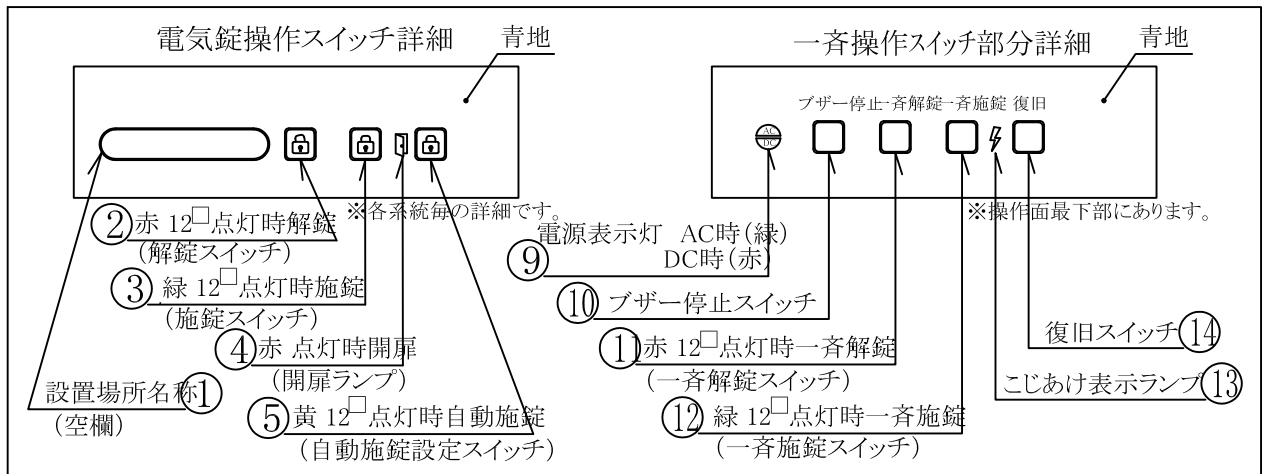 電気錠操作スイッチ詳細
青地
※各系統毎の詳細です。
② 赤 12□点灯時解錠
(解錠スイッチ)
③ 緑 12□点灯時施錠
(施錠スイッチ)
④ 赤 点灯時開扉
(開扉ランプ)
設置場所名称①
(空欄)
⑤ 黄 12□点灯時自動施錠
(自動施錠設定スイッチ)
一斉操作スイッチ部分詳細
青地
ブザー停止 一斉解錠 一斉施錠 復旧
AC
DC
※操作面最下部にあります。
⑨ 電源表示灯 AC時(緑)
DC時(赤)
⑩ ブザー停止スイッチ
⑪ 赤 12□点灯時一斉解錠
(一斉解錠スイッチ)
復旧スイッチ⑭
こじあけ表示ランプ⑬
⑫ 緑 12□点灯時一斉施錠
(一斉施錠スイッチ)